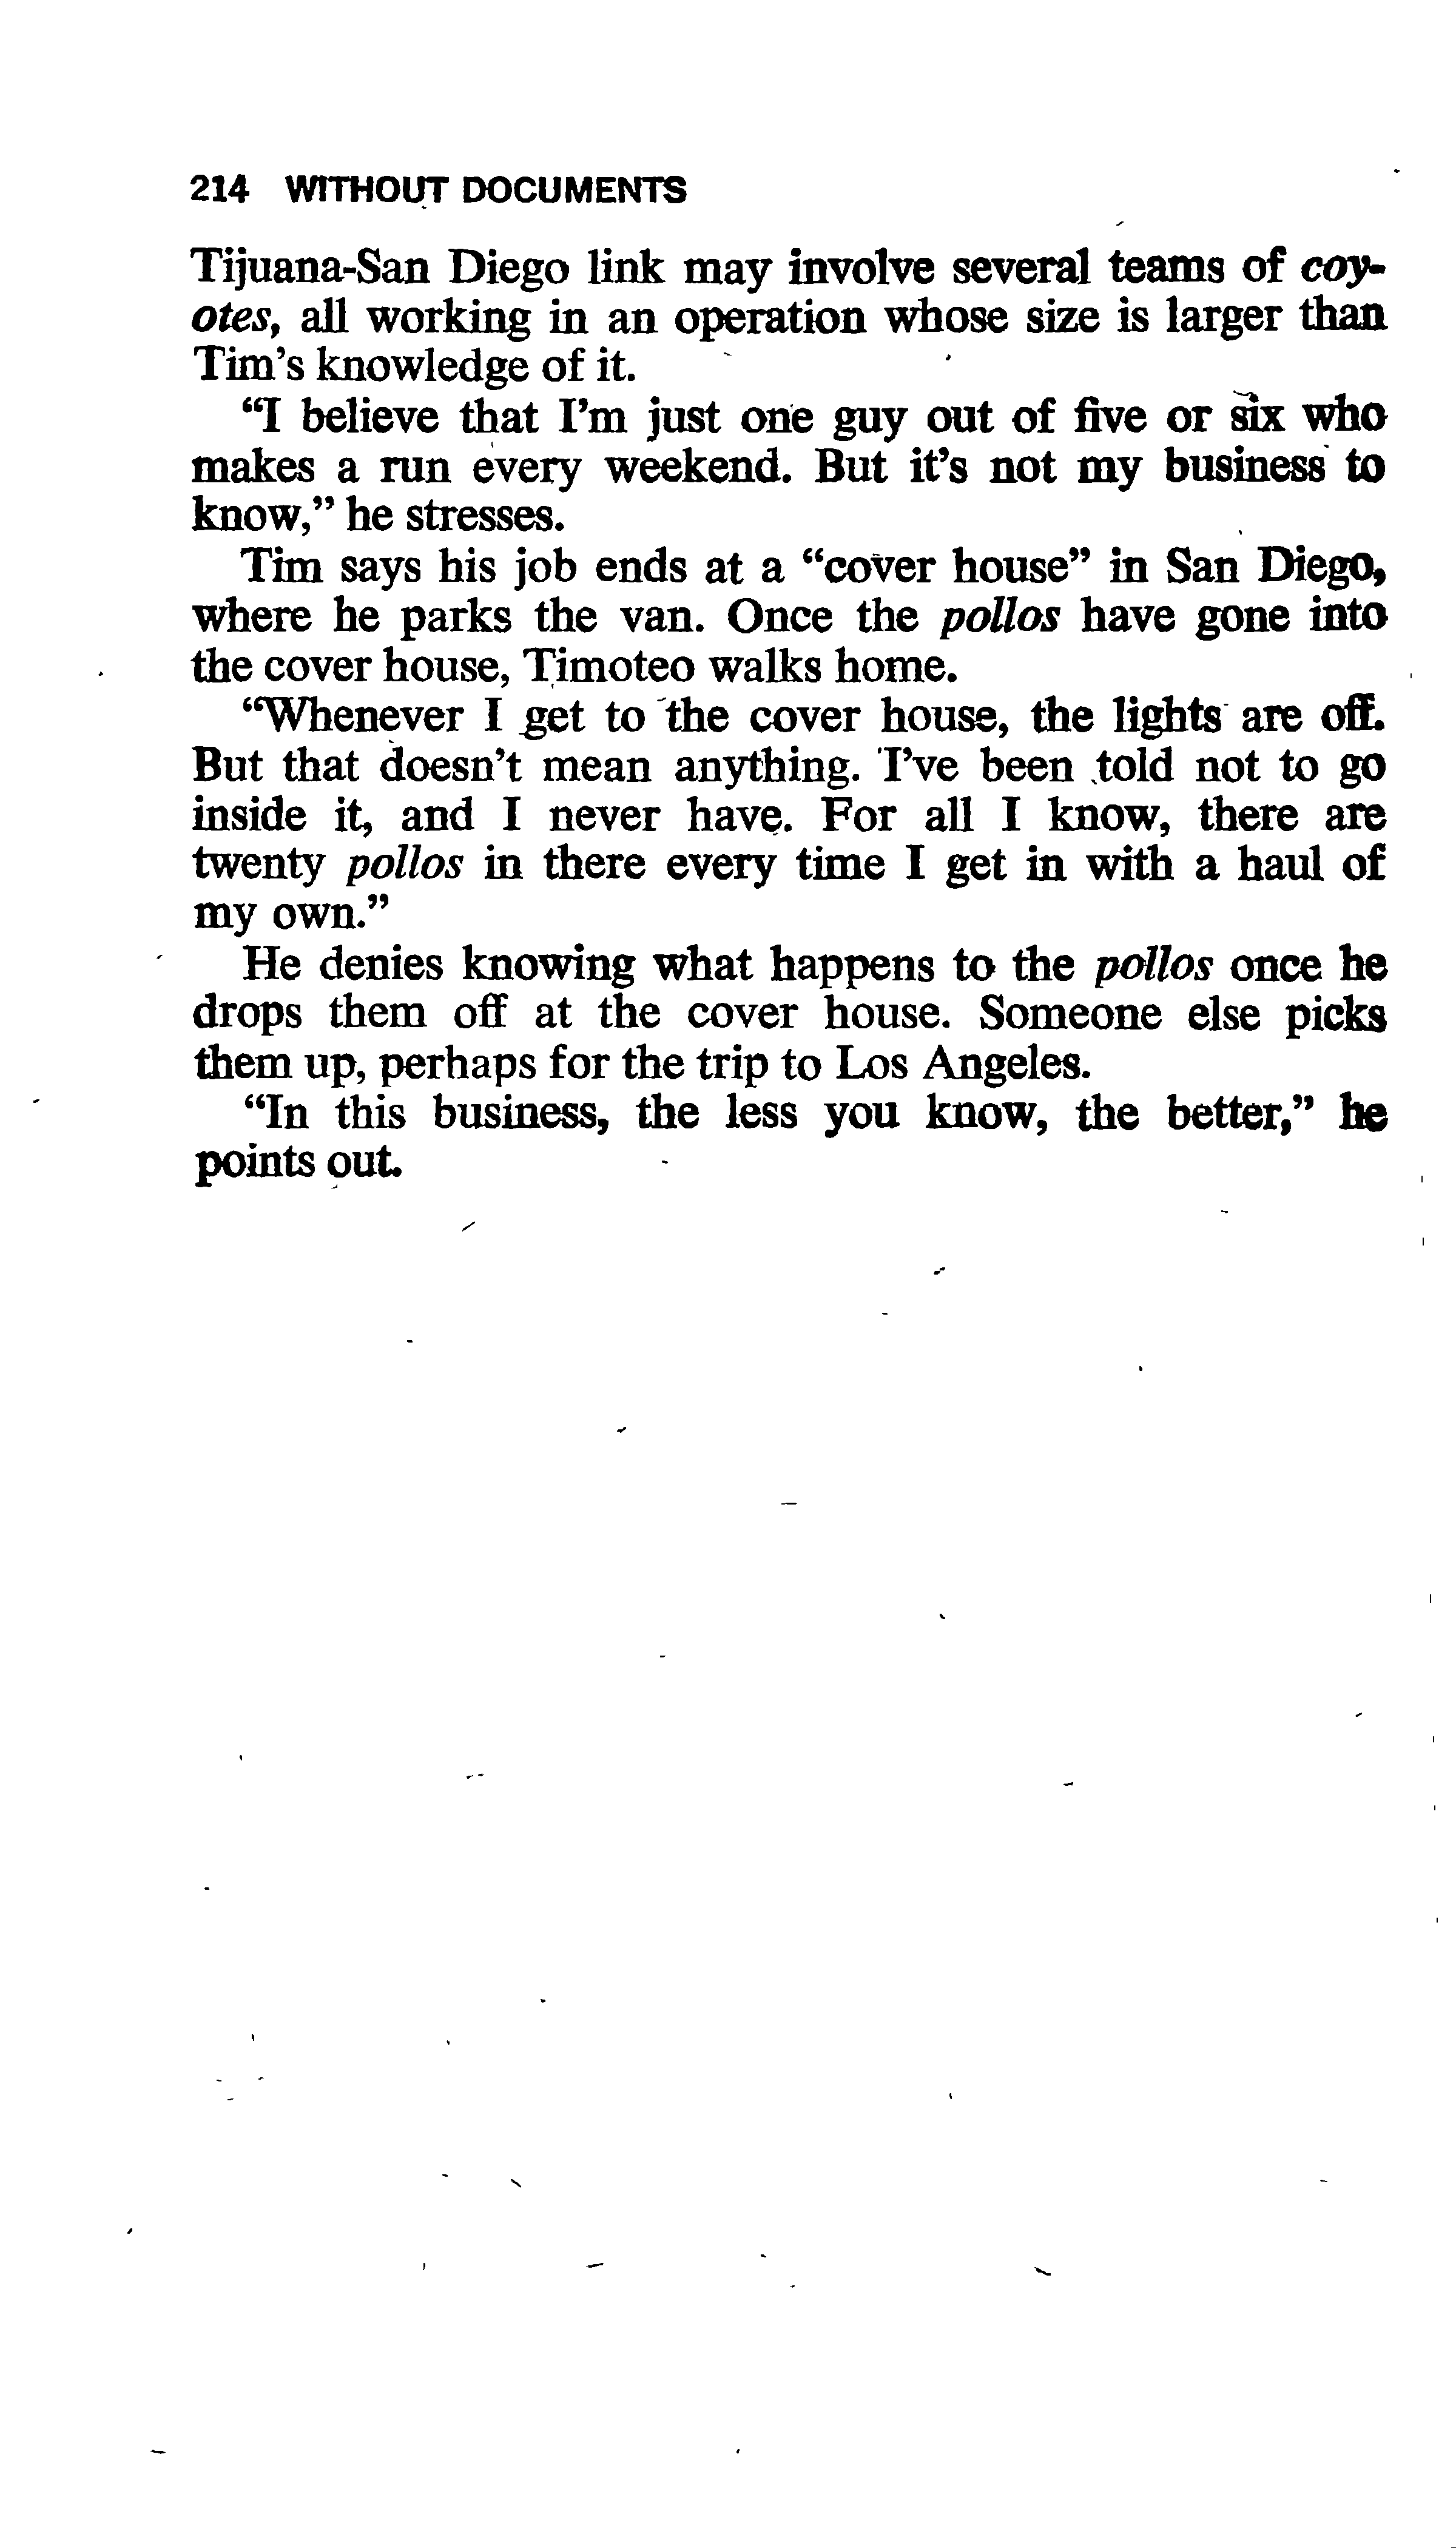 214 WITHOUT DOCUMENTS
Tijuana-San Diego link may involve several teams of coy-
otes, all working in an operation whose size is larger than
Tim's knowledge of it.
“I believe that I'm just one guy out of five or six who
makes a run every weekend. But it's not my business to
know,” he stresses.
Tim says his job ends at a “cover house” in San Diego,
where he parks the van. Once the pollos have gone into
the cover house, Timoteo walks home.
“Whenever I get to the cover house, the lights are off.
But that doesn't mean anything. I've been told not to go
inside it, and I never have. For all I know, there are
twenty pollos in there every time I get in with a haul of
my own.”
He denies knowing what happens to the pollos once he
drops them off at the cover house. Someone else picks
them up, perhaps for the trip to Los Angeles.
“In this business, the less you know, the better,” he
points out.